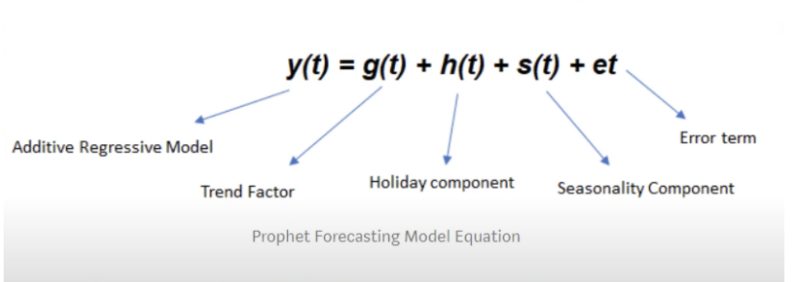 y(t) = g(t) + h(t) + s(t) + et
Error term
Additive Regressive Model
Holiday component
Seasonality Component
Trend Factor
Prophet Forecasting Model Equation